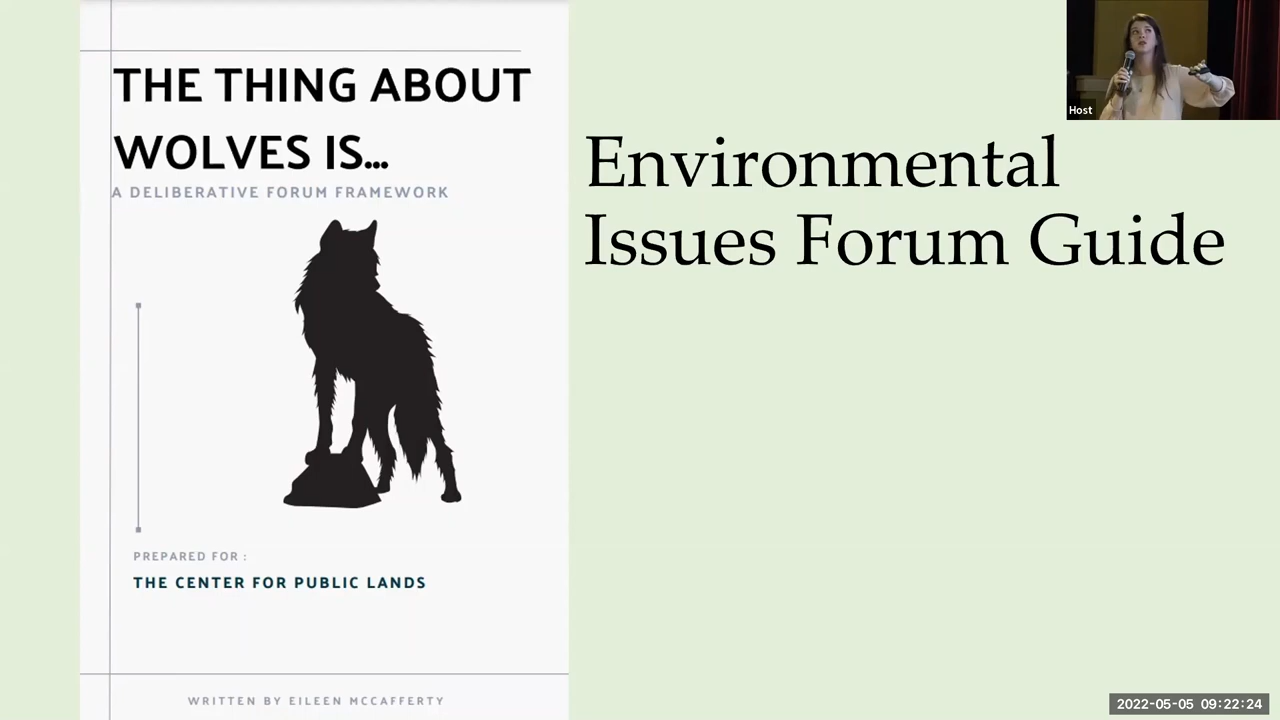 THE THING ABOUT
WOLVES IS...
A DELIBERATIVE FORUM FRAMEWORK
PREPARED FOR :
THE CENTER FOR PUBLIC LANDS
WRITTEN BY EILEEN MCCAFFERTY
Environmental
Issues Forum Guide
Host
2022-05-05 09:22:24